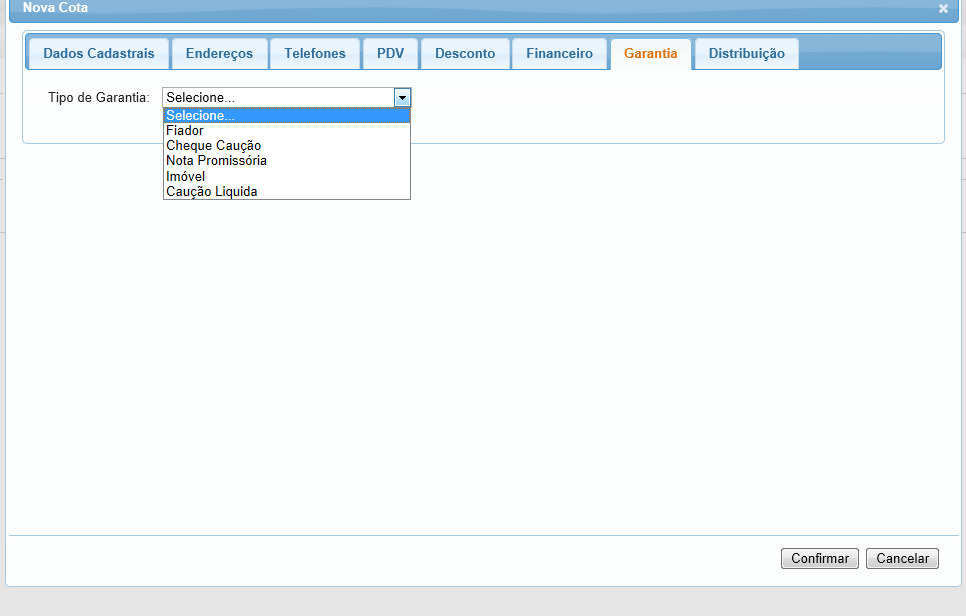 Nova Cota
Dados Cadastrais Endereços Telefones PDV Desconto Financeiro Garantia Distribuição
Tipo de Garantia: Selecione...
Selecione...
Fiador
Cheque Caução
Nota Promissória
Imóvel
Caução Liquida
Confirmar Cancelar